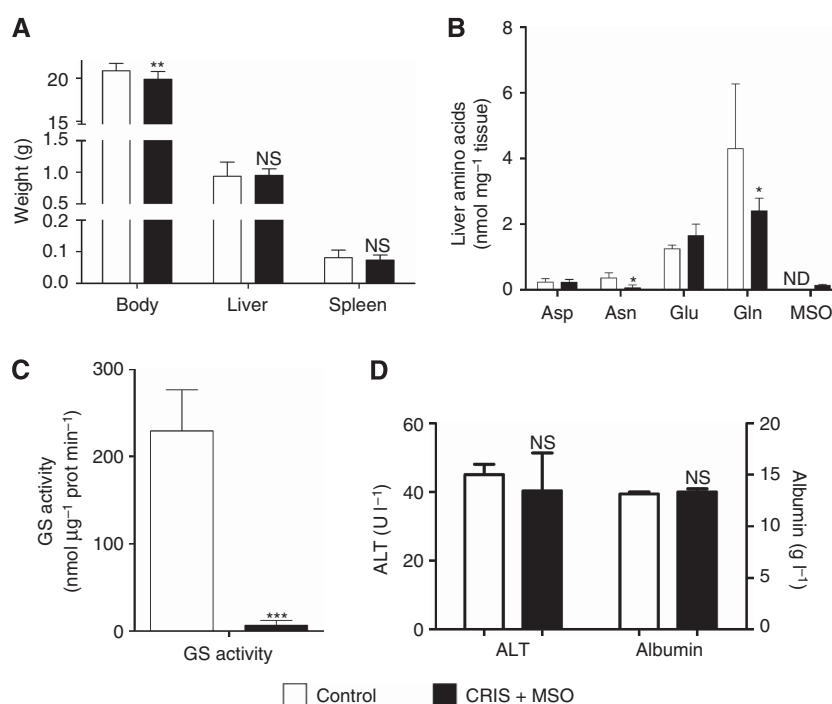 A
Weight (g)
20
15
1.5
1.0
0.5
0.2
0.1
0.0
**
NS
NS
Body Liver Spleen
B
Liver amino acids
(nmol mg⁻¹ tissue)
8
6
4
2
0
*
*
ND
Asp Asn Glu Gln MSO
C
GS activity
(nmol µg⁻¹ prot min⁻¹)
300
200
100
0
***
GS activity
D
ALT (U l⁻¹)
60
40
20
0
NS
NS
20
15
10
5
0
Albumin (g l⁻¹)
ALT Albumin
Control CRIS + MSO